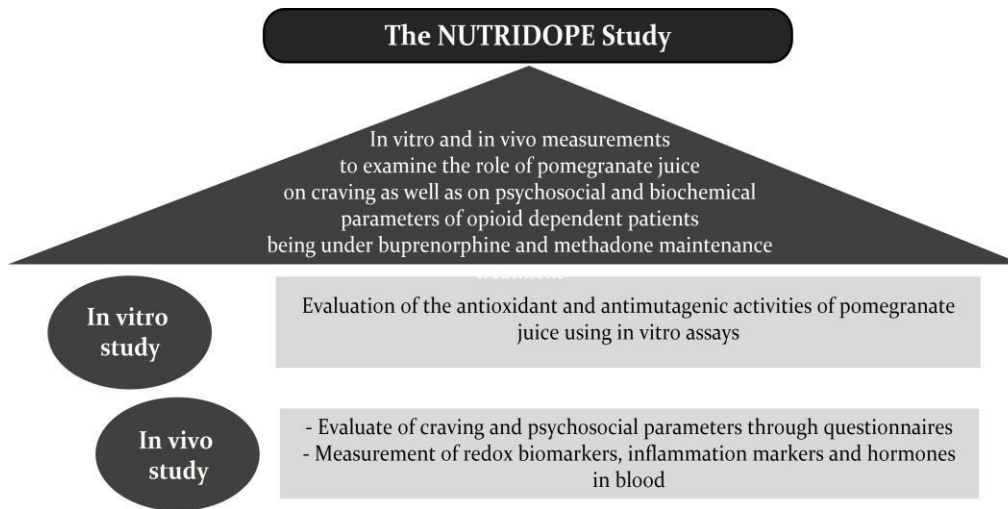 The NUTRIDOPE Study
In vitro and in vivo measurements
to examine the role of pomegranate juice
on craving as well as on psychosocial and biochemical
parameters of opioid dependent patients
being under buprenorphine and methadone maintenance
In vitro
study
Evaluation of the antioxidant and antimutagenic activities of pomegranate
juice using in vitro assays
In vivo
study
- Evaluate of craving and psychosocial parameters through questionnaires
- Measurement of redox biomarkers, inflammation markers and hormones
in blood